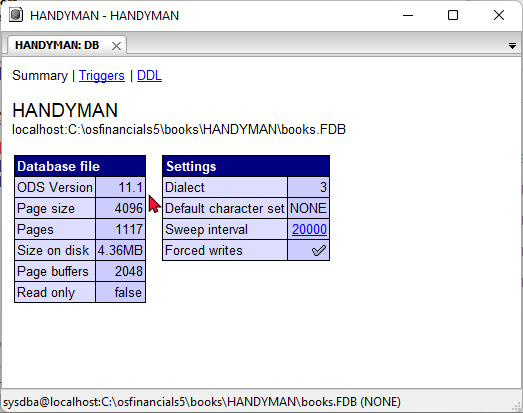 HANDYMAN - HANDYMAN
HANDYMAN: DB
Summary | Triggers | DDL
HANDYMAN
localhost:C:\osfinancials5\books\HANDYMAN\books.FDB
Database file
ODS Version 11.1
Page size 4096
Pages 1117
Size on disk 4.36MB
Page buffers 2048
Read only false
Settings
Dialect 3
Default character set NONE
Sweep interval 20000
Forced writes ✓
sysdba@localhost:C:\osfinancials5\books\HANDYMAN\books.FDB (NONE)